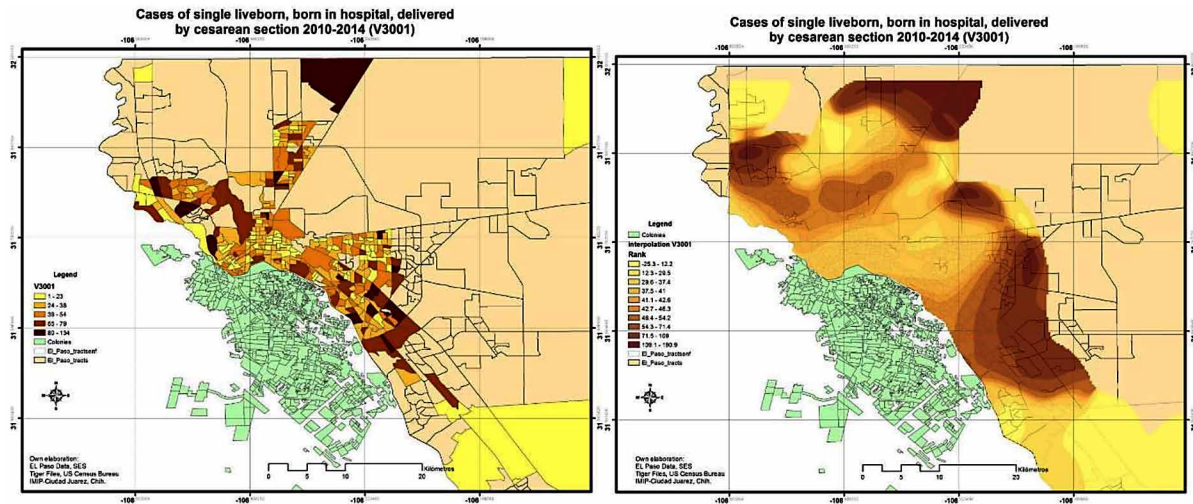 Cases of single liveborn, born in hospital, delivered
by cesarean section 2010-2014 (V3001)
Legend
V3001
1 - 23
24 - 38
39 - 54
55 - 79
80 - 134
Colonies
El_Paso_tractsenf
El_Paso_tracts
Own elaboration:
EL Paso Data, SES
Tiger Files, US Census Bureau
IMIP-Ciudad Juarez, Chih.
Kilómetros
0 5 10 20
Cases of single liveborn, born in hospital, delivered
by cesarean section 2010-2014 (V3001)
Legend
Colonies
Interpolation V3001
Rank
-25.3 - 12.2
12.3 - 29.5
29.6 - 37.4
37.5 - 41
41.1 - 42.6
42.7 - 46.3
46.4 - 54.2
54.3 - 71.4
71.5 - 109
109.1 - 190.9
El_Paso_tractsenf
El_Paso_tracts
Own elaboration:
EL Paso Data, SES
Tiger Files, US Census Bureau
IMIP-Ciudad Juarez, Chih.
Kilómetros
0 5 10 20